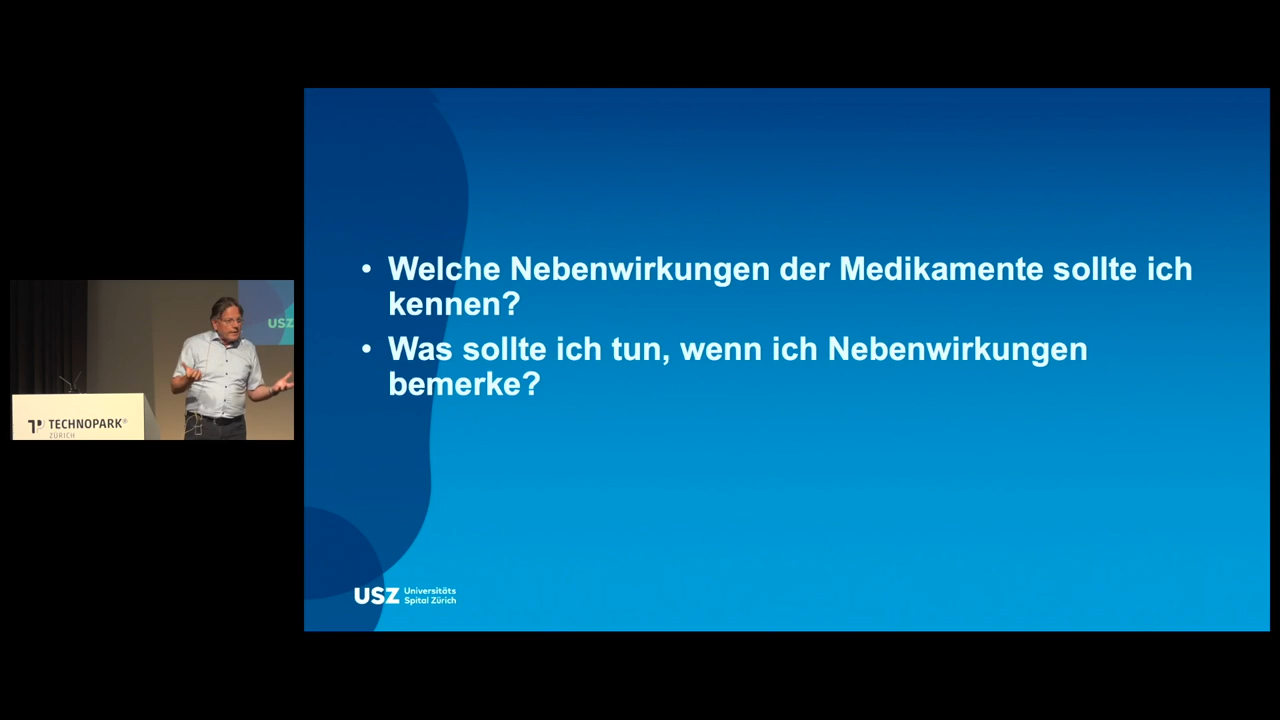 • Welche Nebenwirkungen der Medikamente sollte ich
kennen?
• Was sollte ich tun, wenn ich Nebenwirkungen
bemerke?
USZ Universitäts
Spital Zürich
USZ
TECHNOPARK®
ZÜRICH